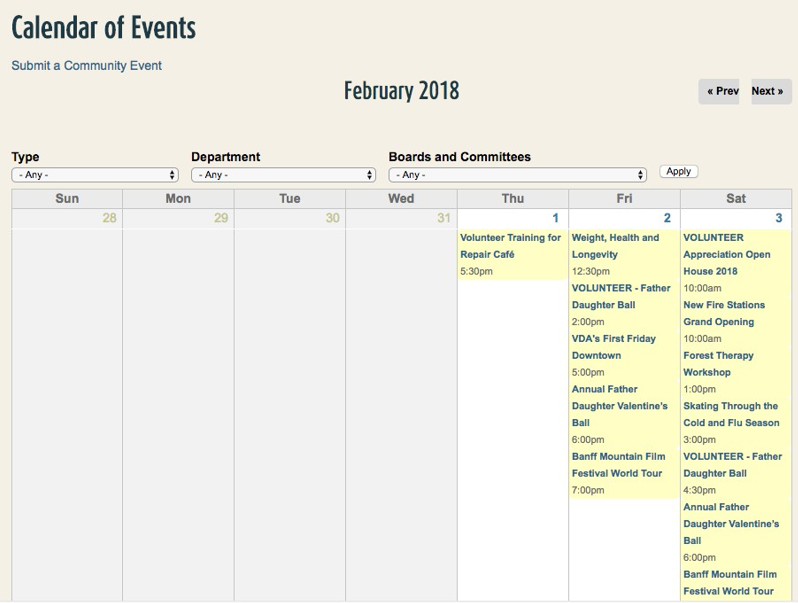 Calendar of Events
Submit a Community Event
February 2018
« Prev
Next »
Type
Department
Boards and Committees
- Any -
- Any -
- Any -
Apply
Sun
Mon
Tue
Wed
Thu
Fri
Sat
28
29
30
31
1
2
3
Volunteer Training for
Repair Café
5:30pm
Weight, Health and
Longevity
12:30pm
VOLUNTEER - Father
Daughter Ball
2:00pm
VDA's First Friday
Downtown
5:00pm
Annual Father
Daughter Valentine's
Ball
6:00pm
Banff Mountain Film
Festival World Tour
7:00pm
VOLUNTEER
Appreciation Open
House 2018
10:00am
New Fire Stations
Grand Opening
10:00am
Forest Therapy
Workshop
1:00pm
Skating Through the
Cold and Flu Season
3:00pm
VOLUNTEER - Father
Daughter Ball
4:30pm
Annual Father
Daughter Valentine's
Ball
6:00pm
Banff Mountain Film
Festival World Tour